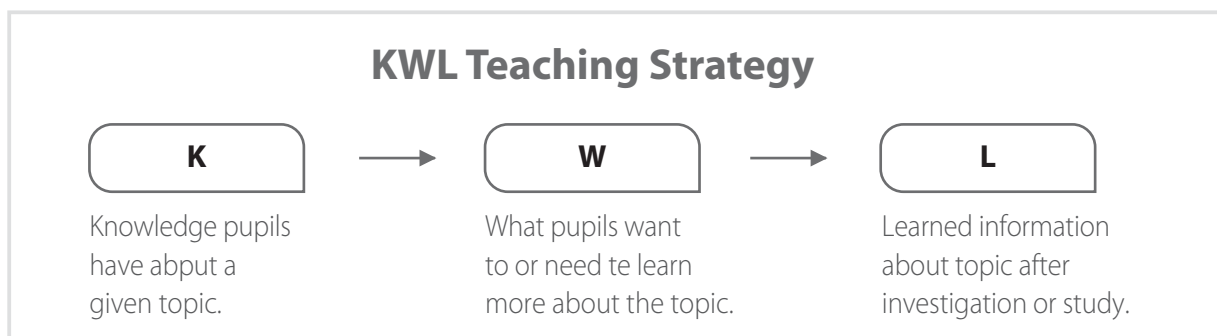 KWL Teaching Strategy
K
W
L
Knowledge pupils
have abput a
given topic.
What pupils want
to or need te learn
more about the topic.
Learned information
about topic after
investigation or study.